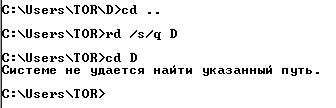 C:\Users\TOR\D>cd ..
C:\Users\TOR>rd /s/q D
C:\Users\TOR>cd D
Системе не удается найти указанный путь.
C:\Users\TOR>